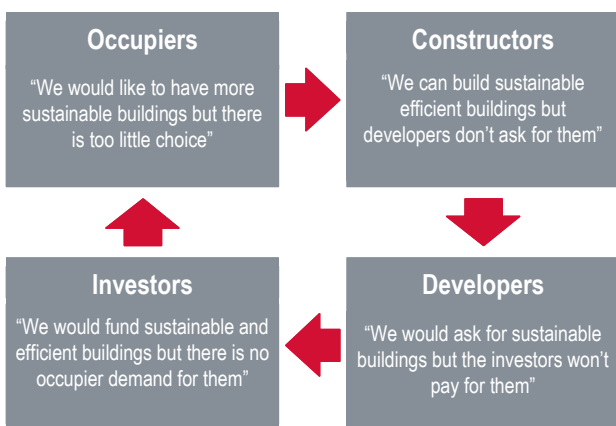 Occupiers
“We would like to have more
sustainable buildings but there
is too little choice”
Constructors
“We can build sustainable
efficient buildings but
developers don’t ask for them”
Investors
“We would fund sustainable and
efficient buildings but there is no
occupier demand for them”
Developers
“We would ask for sustainable
buildings but the investors won’t
pay for them”